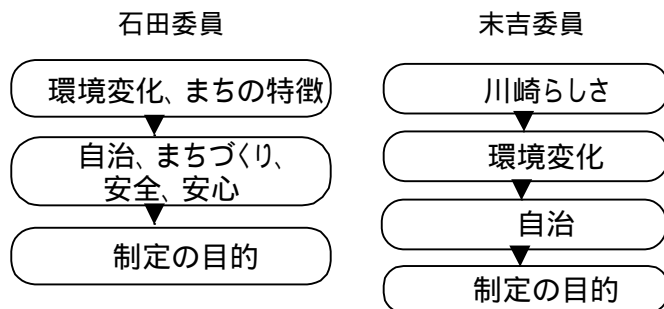 石田委員
環境変化、まちの特徴
自治、まちづくり、
安全、安心
制定の目的
末吉委員
川崎らしさ
環境変化
自治
制定の目的